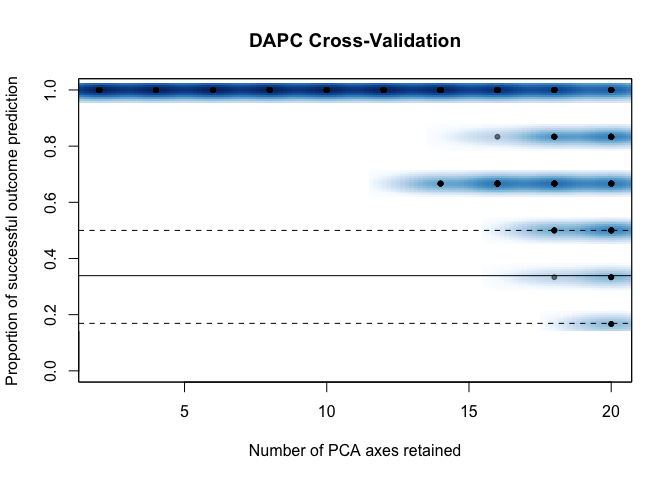 DAPC Cross-Validation
Proportion of successful outcome prediction
1.0
0.8
0.6
0.4
0.2
0.0
5 10 15 20
Number of PCA axes retained